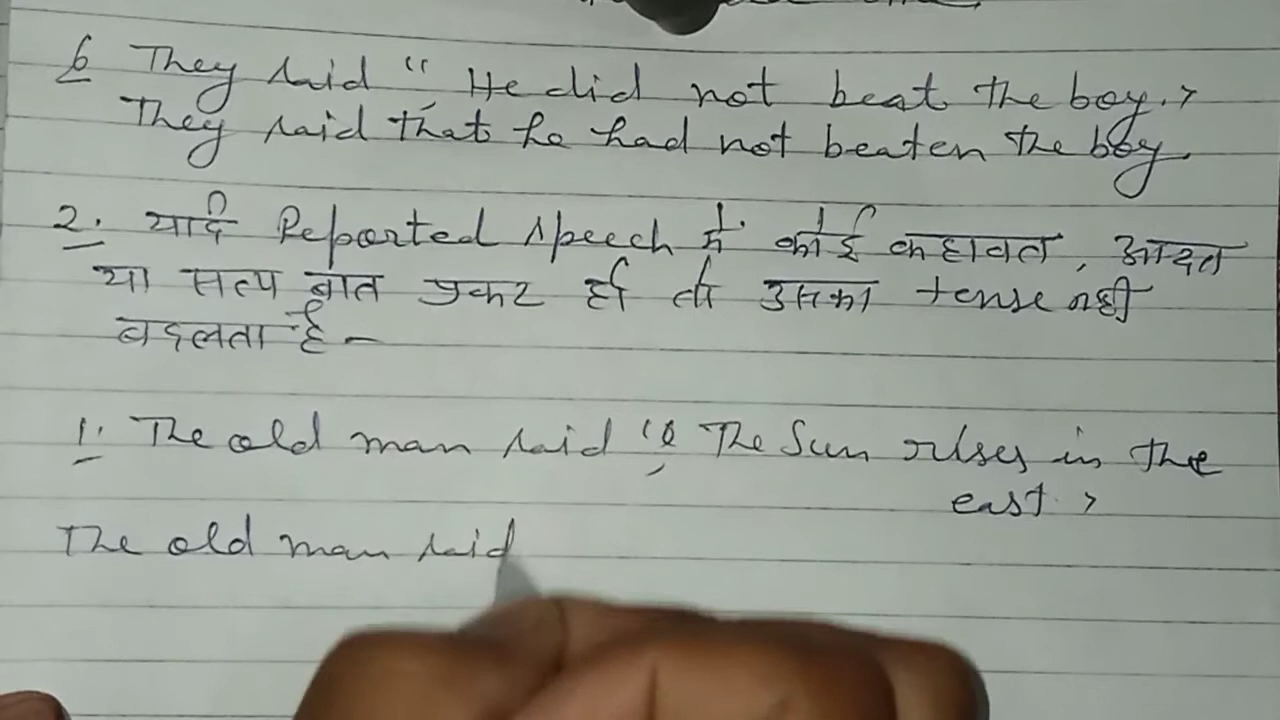 6 They said " He did not beat the boy."
They said that he had not beaten the boy.
2. यदि Reported speech में कोई कहावत, आदत
या सत्य बात प्रकट हो तो उसका tense नहीं
बदलता है -
1. The old man said, " The Sun rises in the
east."
The old man said